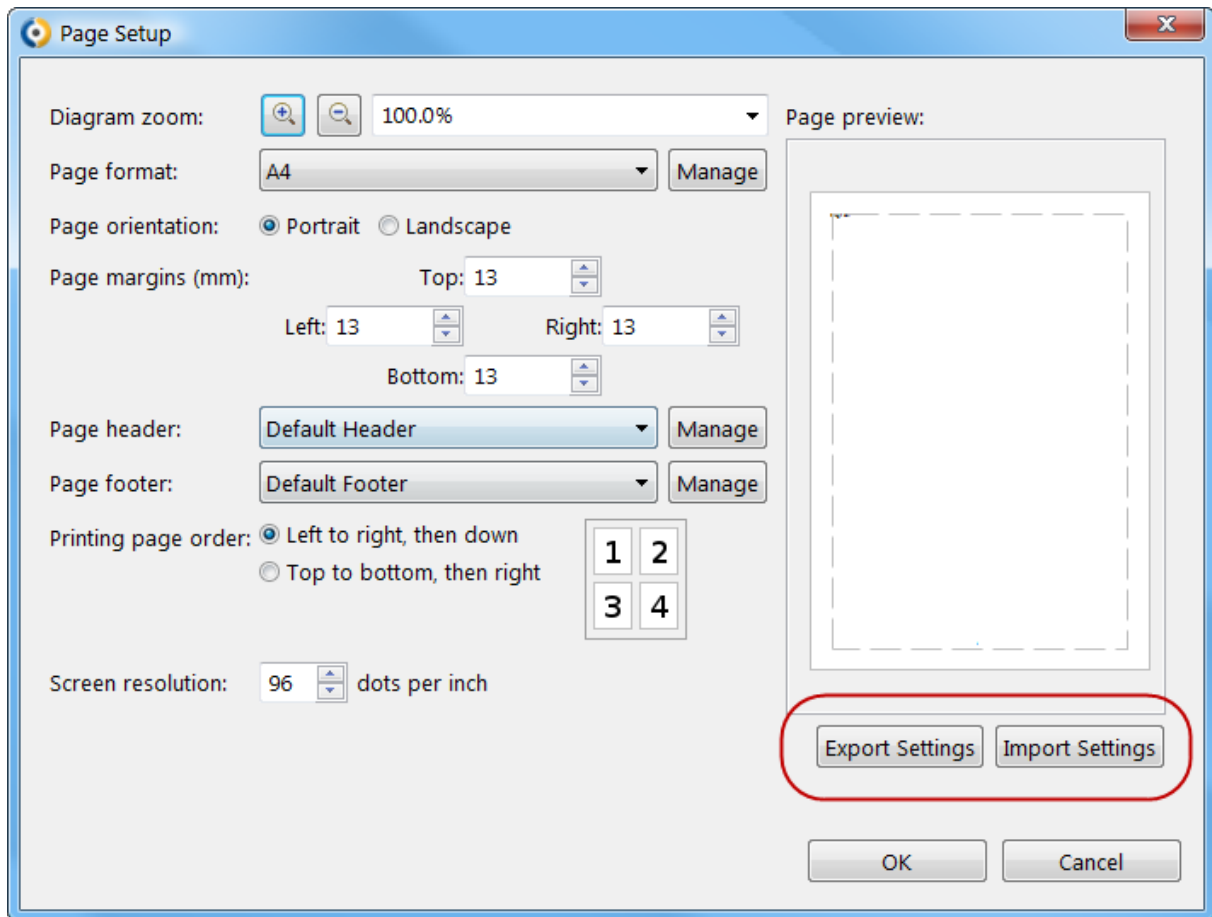 Page Setup
Diagram zoom: 100.0%
Page preview:
Page format: A4 Manage
Page orientation: Portrait Landscape
Page margins (mm): Top: 13
Left: 13 Right: 13
Bottom: 13
Page header: Default Header Manage
Page footer: Default Footer Manage
Printing page order: Left to right, then down
Top to bottom, then right
1 2
3 4
Screen resolution: 96 dots per inch
Export Settings Import Settings
OK Cancel